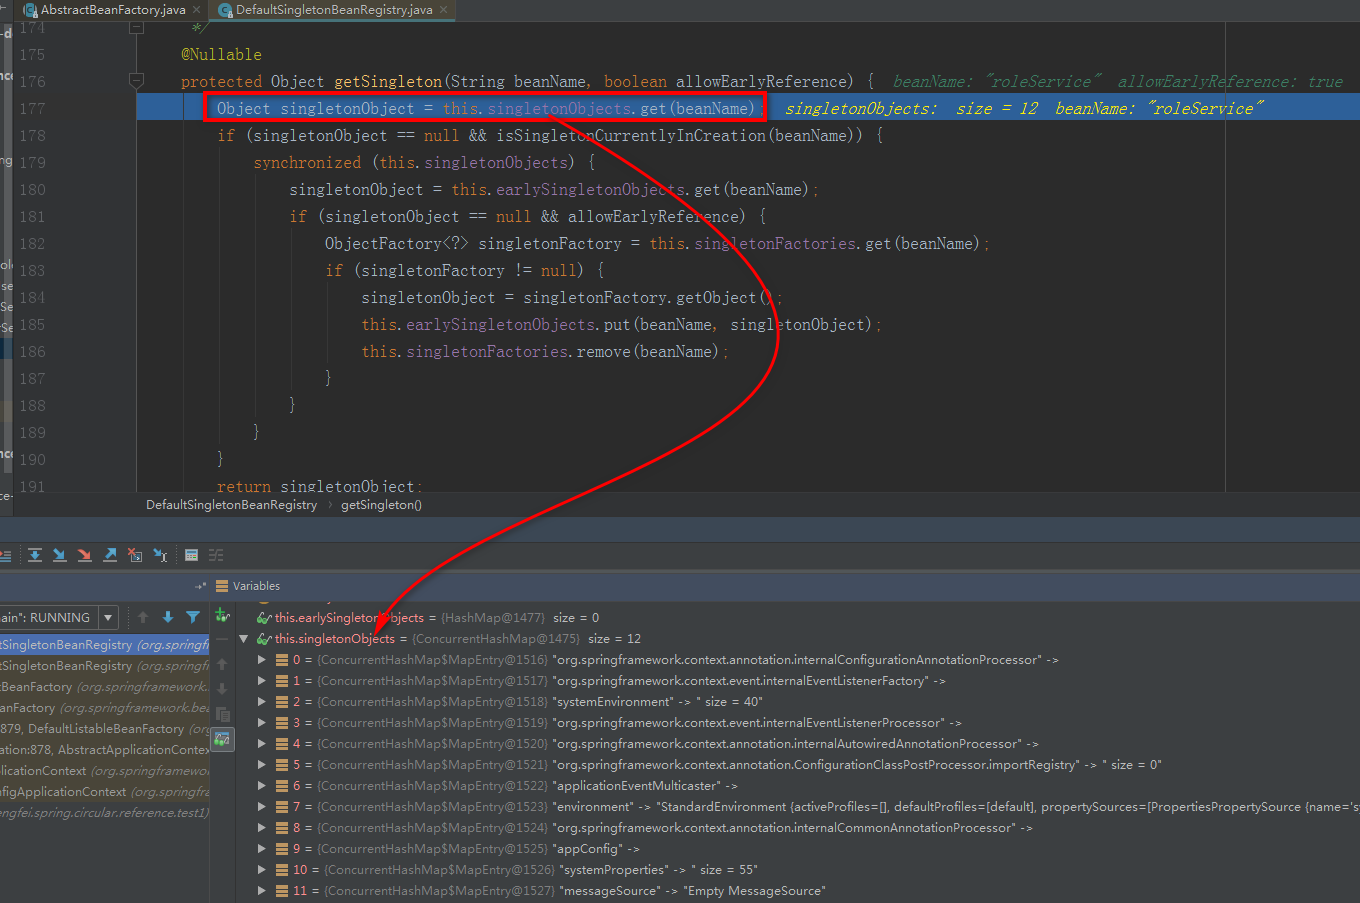 AbstractBeanFactory.java × DefaultSingletonBeanRegistry.java ×
174 */
175 @Nullable
176 protected Object getSingleton(String beanName, boolean allowEarlyReference) { beanName: "roleService" allowEarlyReference: true
177 Object singletonObject = this.singletonObjects.get(beanName); singletonObjects: size = 12 beanName: "roleService"
178 if (singletonObject == null && isSingletonCurrentlyInCreation(beanName)) {
179 synchronized (this.singletonObjects) {
180 singletonObject = this.earlySingletonObjects.get(beanName);
181 if (singletonObject == null && allowEarlyReference) {
182 ObjectFactory<?> singletonFactory = this.singletonFactories.get(beanName);
183 if (singletonFactory != null) {
184 singletonObject = singletonFactory.getObject();
185 this.earlySingletonObjects.put(beanName, singletonObject);
186 this.singletonFactories.remove(beanName);
187 }
188 }
189 }
190 }
191 return singletonObject;
DefaultSingletonBeanRegistry › getSingleton()
Variables
ain": RUNNING
tSingletonBeanRegistry (org.springfr
tSingletonBeanRegistry (org.springfr
tBeanFactory (org.springframework.
anFactory (org.springframework.bea
879, DefaultListableBeanFactory (org
ation:878, AbstractApplicationContex
plicationContext (org.springframewo
nfigApplicationContext (org.springfra
engfei.spring.circular.reference.test1)
this.earlySingletonObjects = {HashMap@1477} size = 0
this.singletonObjects = {ConcurrentHashMap@1475} size = 12
0 = {ConcurrentHashMap$MapEntry@1516} "org.springframework.context.annotation.internalConfigurationAnnotationProcessor" ->
1 = {ConcurrentHashMap$MapEntry@1517} "org.springframework.context.event.internalEventListenerFactory" ->
2 = {ConcurrentHashMap$MapEntry@1518} "systemEnvironment" -> " size = 40"
3 = {ConcurrentHashMap$MapEntry@1519} "org.springframework.context.event.internalEventListenerProcessor" ->
4 = {ConcurrentHashMap$MapEntry@1520} "org.springframework.context.annotation.internalAutowiredAnnotationProcessor" ->
5 = {ConcurrentHashMap$MapEntry@1521} "org.springframework.context.annotation.ConfigurationClassPostProcessor.importRegistry" -> " size = 0"
6 = {ConcurrentHashMap$MapEntry@1522} "applicationEventMulticaster" ->
7 = {ConcurrentHashMap$MapEntry@1523} "environment" -> "StandardEnvironment {activeProfiles=[], defaultProfiles=[default], propertySources=[PropertiesPropertySource {name='sy
8 = {ConcurrentHashMap$MapEntry@1524} "org.springframework.context.annotation.internalCommonAnnotationProcessor" ->
9 = {ConcurrentHashMap$MapEntry@1525} "appConfig" ->
10 = {ConcurrentHashMap$MapEntry@1526} "systemProperties" -> " size = 55"
11 = {ConcurrentHashMap$MapEntry@1527} "messageSource" -> "Empty MessageSource"